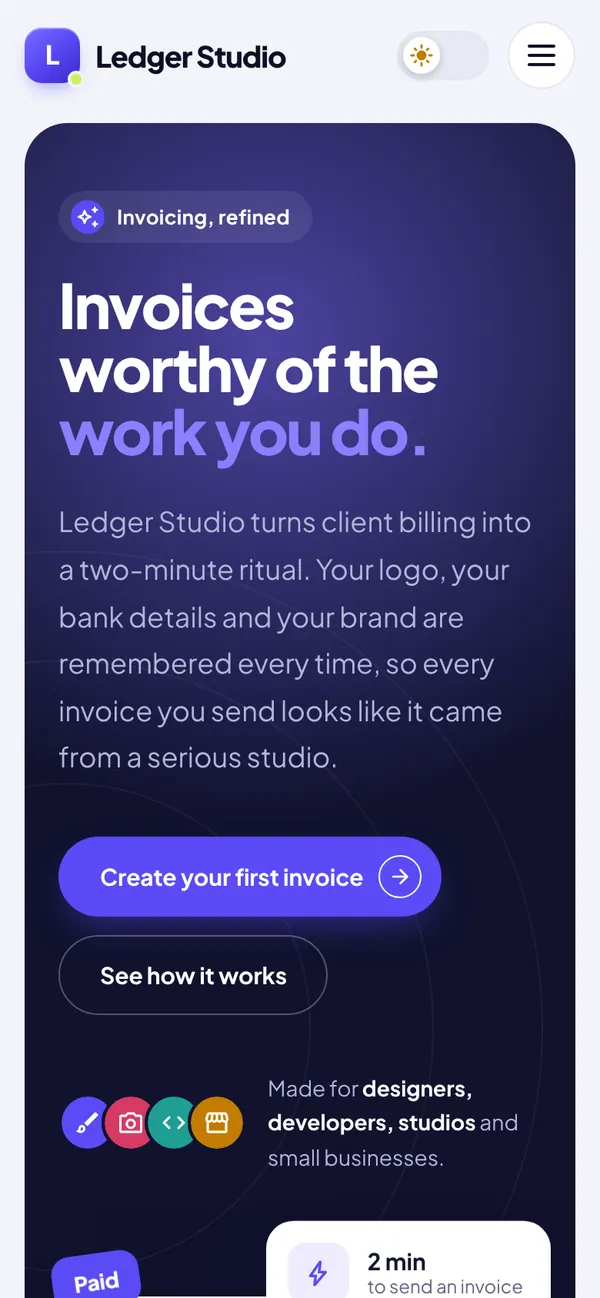 L
Ledger Studio
Invoicing, refined
Invoices
worthy of the
work you do.
Ledger Studio turns client billing into
a two-minute ritual. Your logo, your
bank details and your brand are
remembered every time, so every
invoice you send looks like it came
from a serious studio.
Create your first invoice
See how it works
Made for designers,
developers, studios and
small businesses.
2 min
to send an invoice
Paid